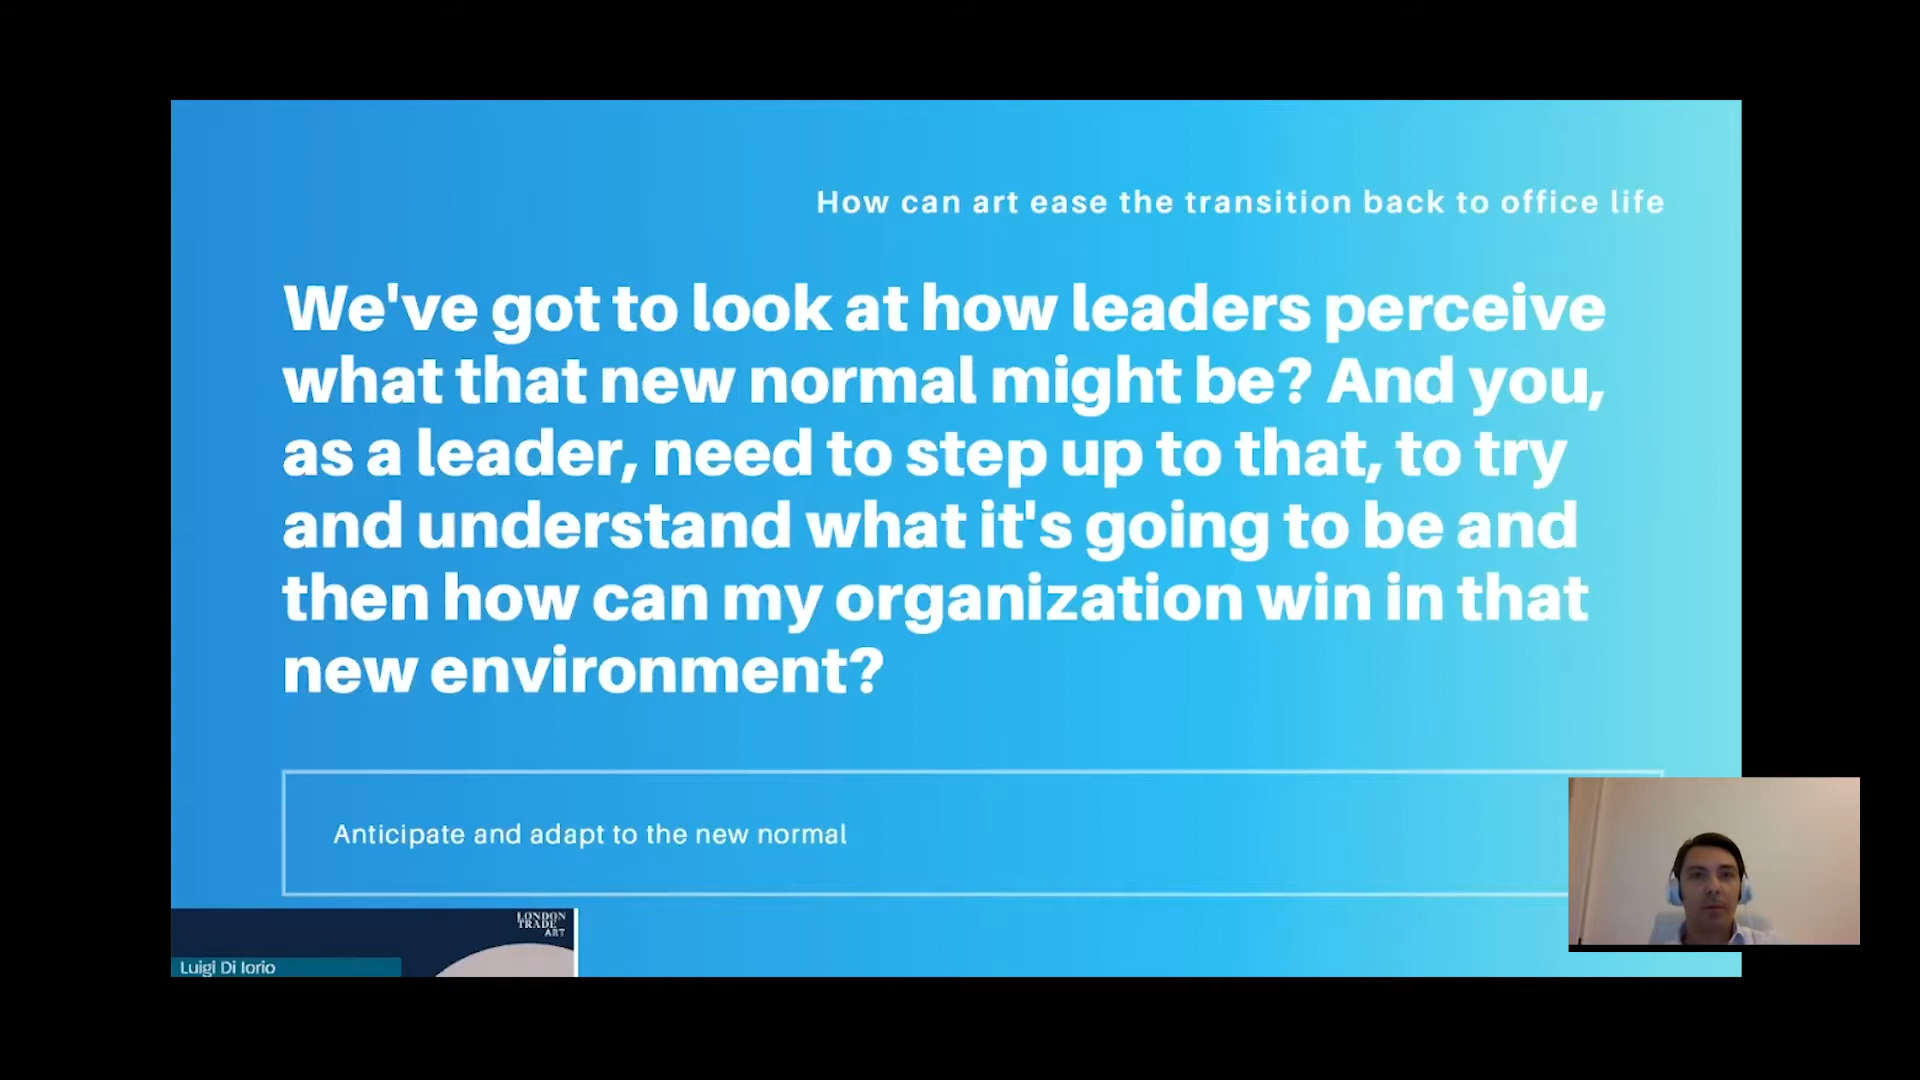 How can art ease the transition back to office life
We've got to look at how leaders perceive
what that new normal might be? And you,
as a leader, need to step up to that, to try
and understand what it's going to be and
then how can my organization win in that
new environment?
Anticipate and adapt to the new normal
LONDON
TRADE
ART
Luigi Di Iorio